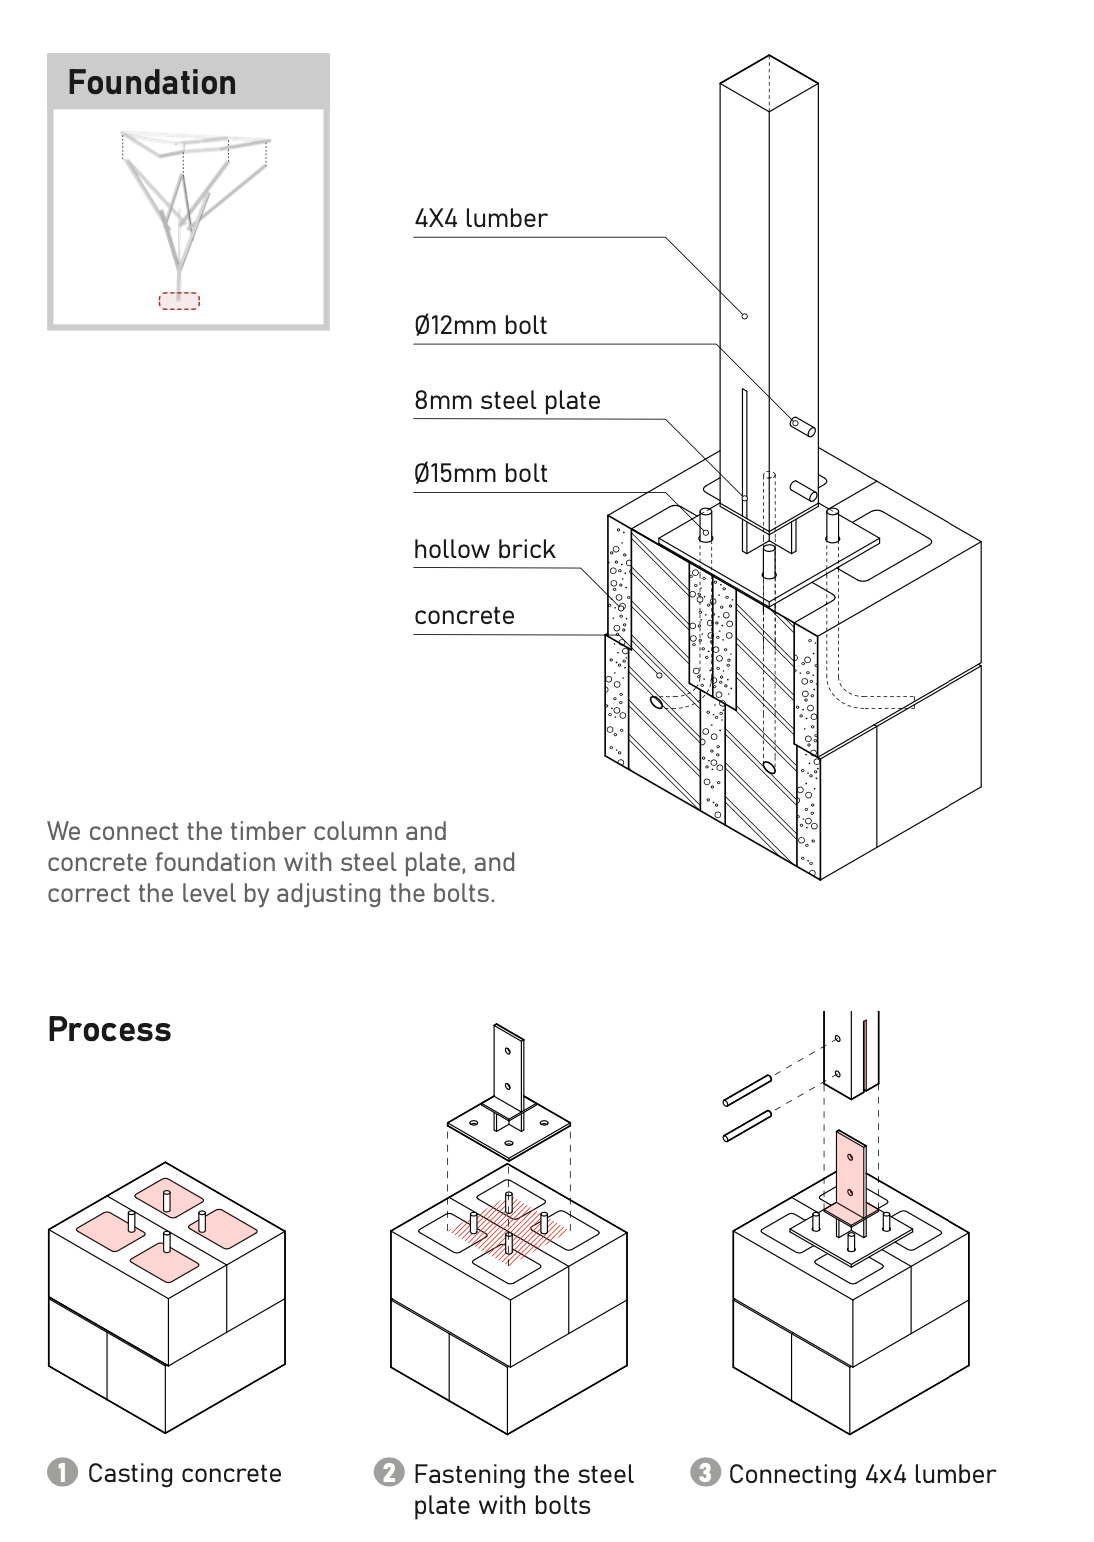 Foundation
4X4 lumber
Ø12mm bolt
8mm steel plate
Ø15mm bolt
hollow brick
concrete
We connect the timber column and
concrete foundation with steel plate, and
correct the level by adjusting the bolts.
Process
1 Casting concrete
2 Fastening the steel
plate with bolts
3 Connecting 4x4 lumber